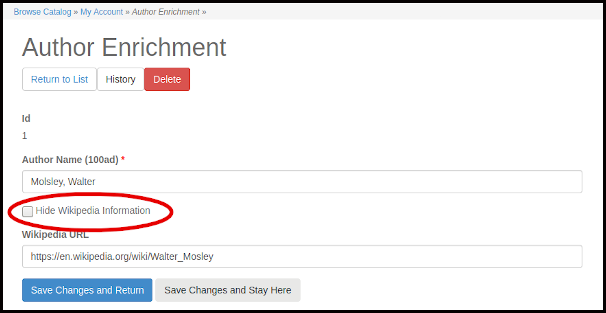 Browse Catalog » My Account » Author Enrichment »
Author Enrichment
Return to List History Delete
Id
1
Author Name (100ad) *
Molsley, Walter
Hide Wikipedia Information
Wikipedia URL
https://en.wikipedia.org/wiki/Walter_Mosley
Save Changes and Return Save Changes and Stay Here